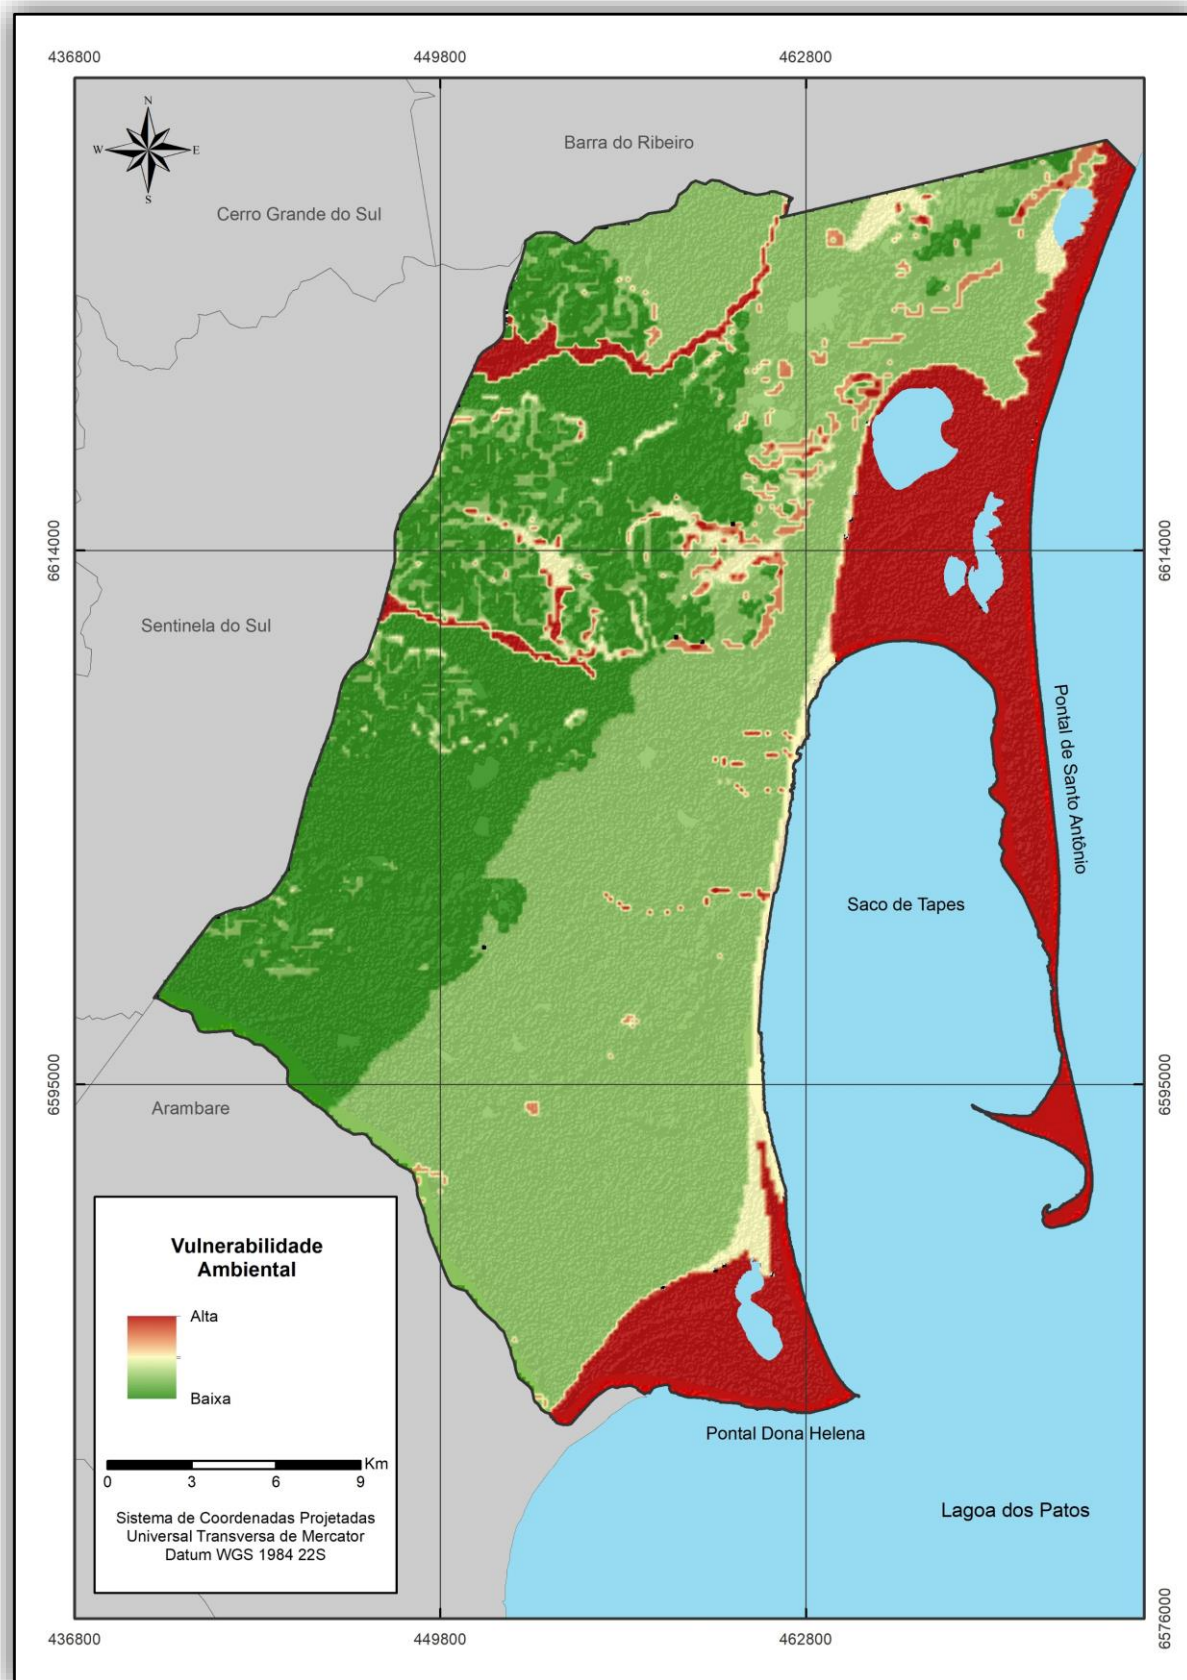 436800
449800
462800
N
W
E
S
Barra do Ribeiro
Cerro Grande do Sul
6614000
6614000
Sentinela do Sul
Pontal de Santo Antônio
Saco de Tapes
6595000
6595000
Arambare
Vulnerabilidade
Ambiental
Alta
Baixa
Km
0
3
6
9
Sistema de Coordenadas Projetadas
Universal Transversa de Mercator
Datum WGS 1984 22S
Pontal Dona Helena
Lagoa dos Patos
6576000
436800
449800
462800